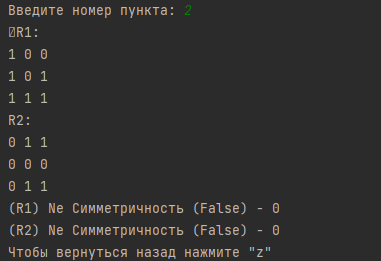 Введите номер пункта: 2
R1:
1 0 0
1 0 1
1 1 1
R2:
0 1 1
0 0 0
0 1 1
(R1) Ne Симметричность (False) - 0
(R2) Ne Симметричность (False) - 0
Чтобы вернуться назад нажмите "z"